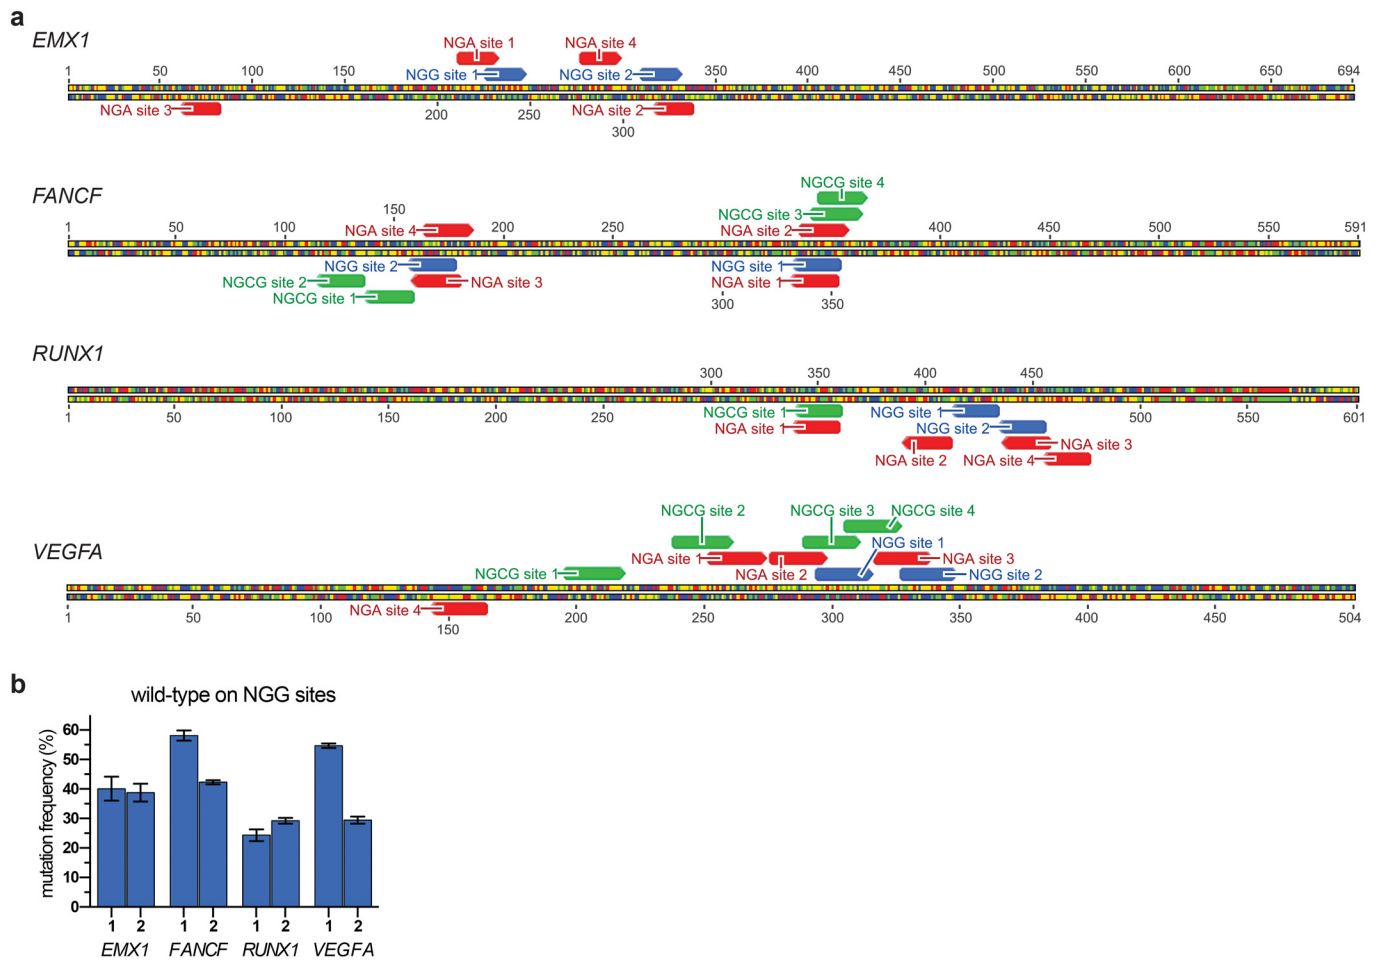 a
EMX1
NGA site 1 NGA site 4
NGG site 1 NGG site 2
1 50 100 150 350 400 450 500 550 600 650 694
NGA site 3 NGA site 2
200 250
300
FANCF
NGCG site 4
150 NGCG site 3
1 50 100 NGA site 4 200 250 NGA site 2 400 450 500 550 591
NGG site 2 NGG site 1
NGCG site 2 NGA site 3 NGA site 1
NGCG site 1 300 350
RUNX1
300 350 400 450
1 50 100 150 200 250 NGCG site 1 NGG site 1 500 550 601
NGA site 1 NGG site 2
NGA site 3
NGA site 2 NGA site 4
VEGFA
NGCG site 2 NGCG site 3 NGCG site 4
NGG site 1
NGA site 1 NGA site 3
NGCG site 1 NGA site 2 NGG site 2
NGA site 4
1 50 100 200 250 300 350 400 450 504
150
b
wild-type on NGG sites
mutation frequency (%)
60
50
40
30
20
10
0
1 2 1 2 1 2 1 2
EMX1 FANCF RUNX1 VEGFA